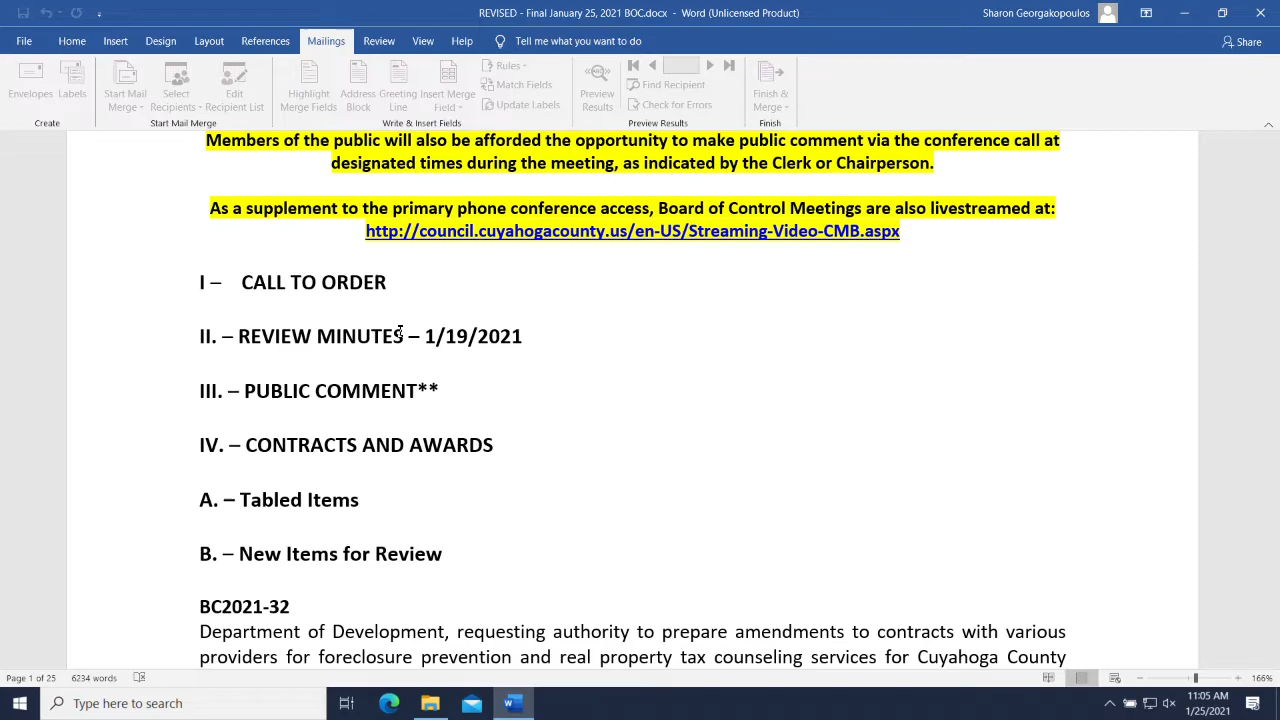 REVISED - Final January 25, 2021 BOC.docx - Word (Unlicensed Product)
Sharon Georgakopoulos
File Home Insert Design Layout References Mailings Review View Help Tell me what you want to do Share
Envelopes Labels
Start Mail Merge Select Recipients Edit Recipient List
Highlight Merge Fields Address Block Greeting Line Insert Merge Field
Rules
Match Fields
Update Labels
Preview Results
Find Recipient
Check for Errors
Finish & Merge
Create Start Mail Merge Write & Insert Fields Preview Results Finish
Members of the public will also be afforded the opportunity to make public comment via the conference call at
designated times during the meeting, as indicated by the Clerk or Chairperson.
As a supplement to the primary phone conference access, Board of Control Meetings are also livestreamed at:
http://council.cuyahogacounty.us/en-US/Streaming-Video-CMB.aspx
I – CALL TO ORDER
II. – REVIEW MINUTES – 1/19/2021
III. – PUBLIC COMMENT**
IV. – CONTRACTS AND AWARDS
A. – Tabled Items
B. – New Items for Review
BC2021-32
Department of Development, requesting authority to prepare amendments to contracts with various
providers for foreclosure prevention and real property tax counseling services for Cuyahoga County
Page 1 of 25 6234 words 166%
Type here to search
11:05 AM
1/25/2021